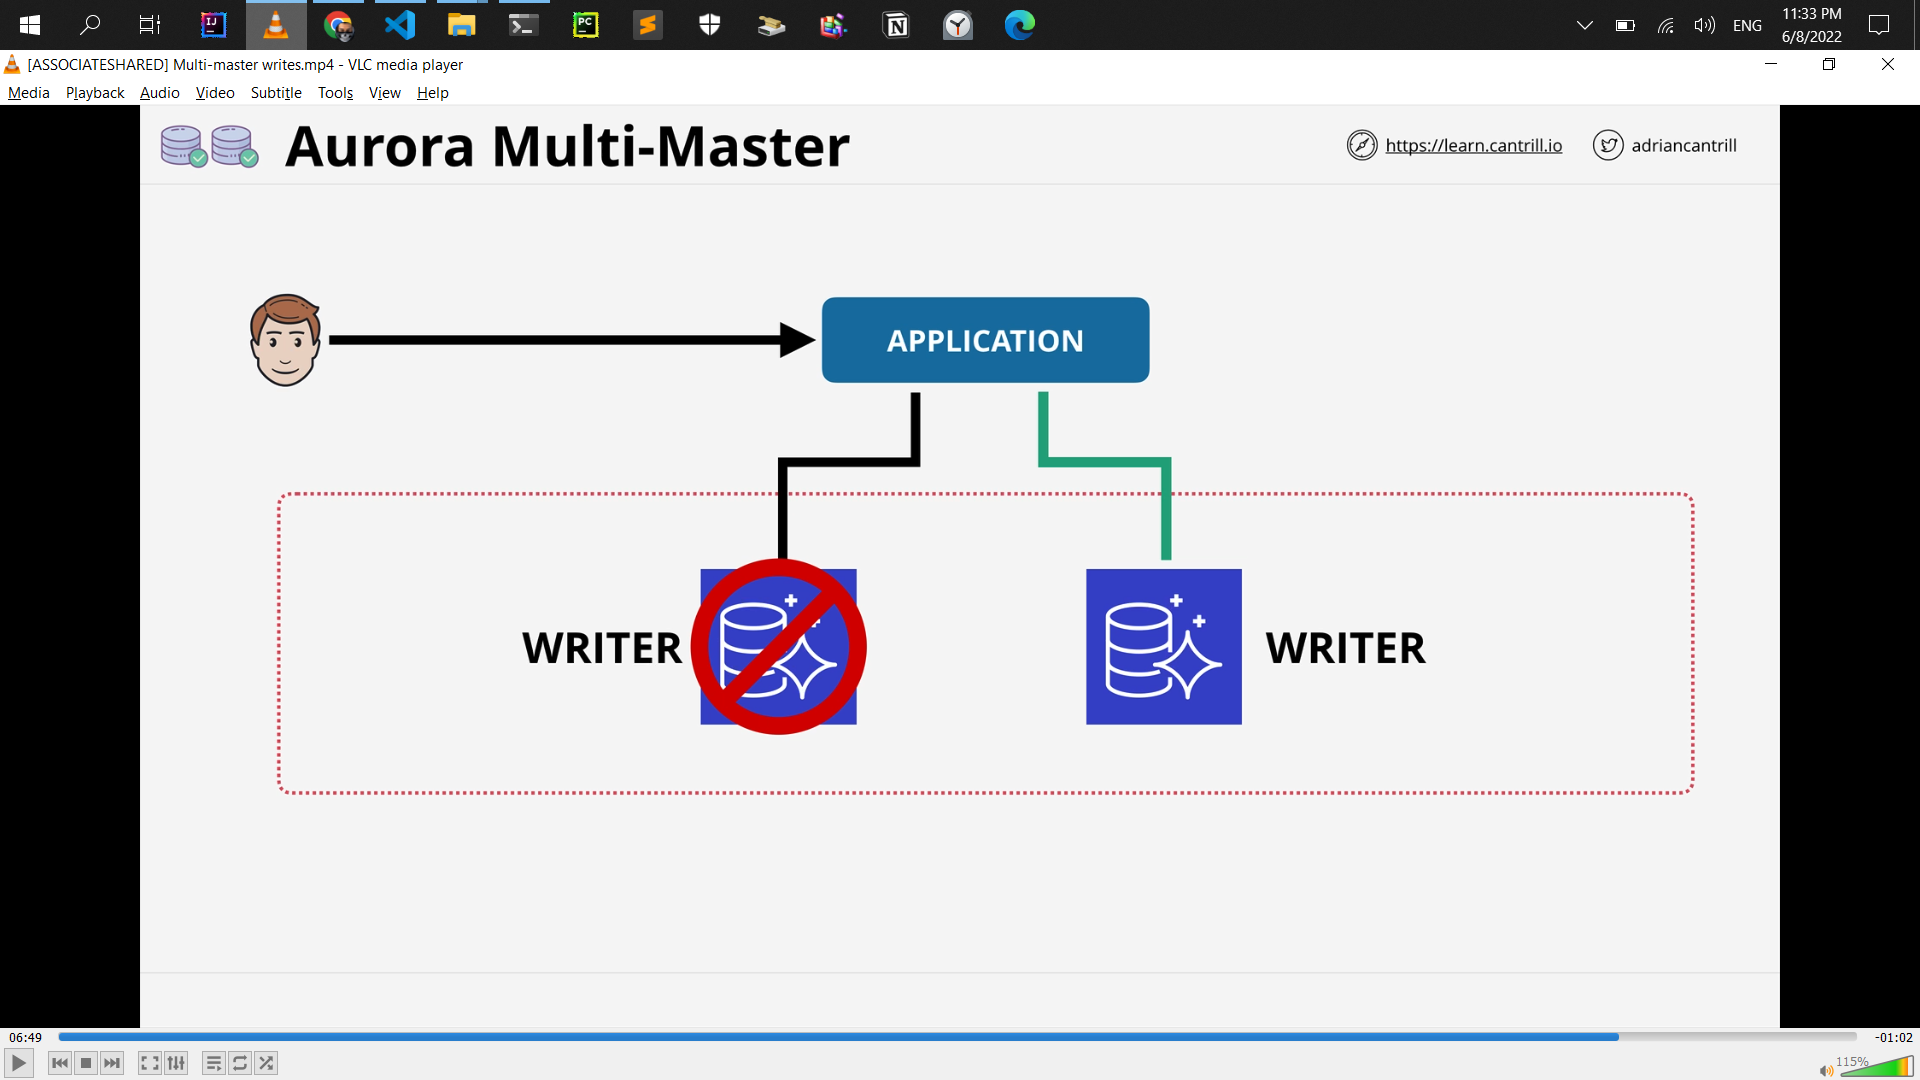 IJ
PC
N
ENG
11:33 PM
6/8/2022
[ASSOCIATESHARED] Multi-master writes.mp4 - VLC media player
Media Playback Audio Video Subtitle Tools View Help
Aurora Multi-Master
https://learn.cantrill.io
adriancantrill
APPLICATION
WRITER
WRITER
06:49
-01:02
115%